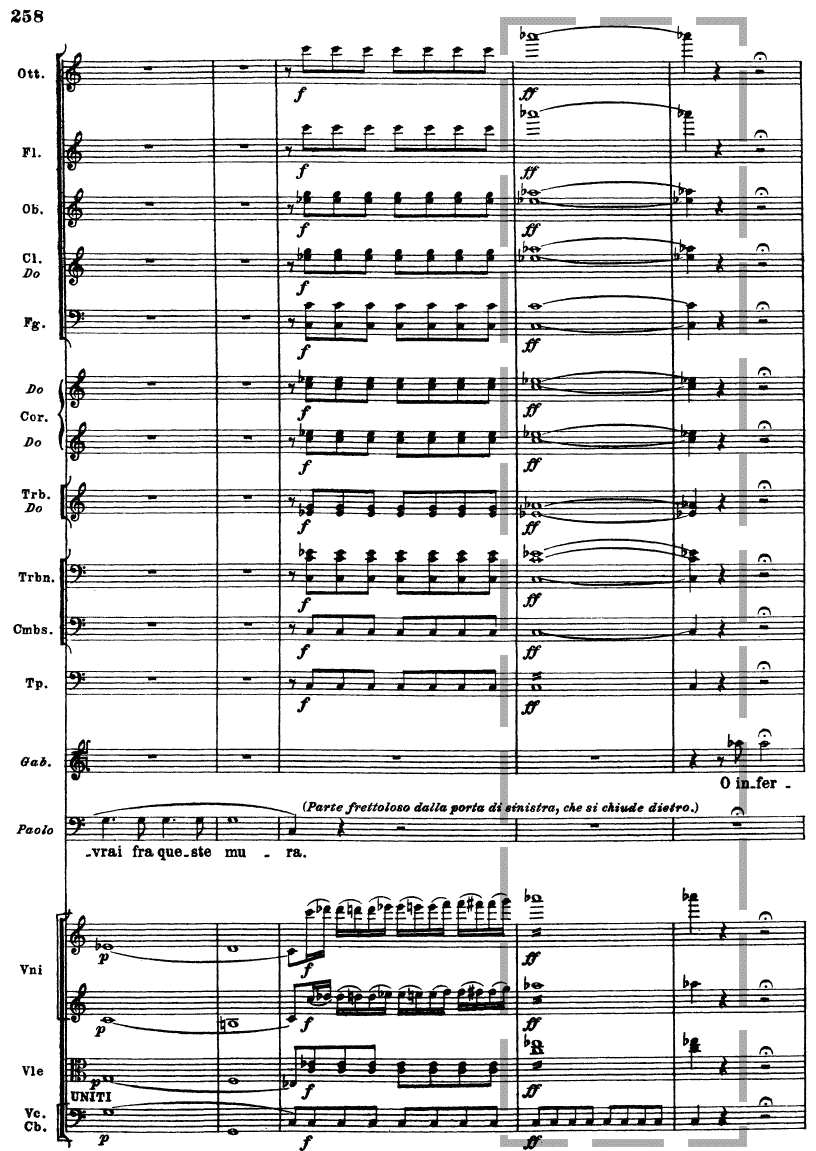 258
Ott.
f ff
Fl.
f ff
Ob.
f ff
Cl.
Do
f ff
Fg.
f ff
Do
f ff
Cor.
Do
f ff
Trb.
Do
f ff
Trbn.
f ff
Cmbs.
f ff
Tp.
f ff
Gab.
O in_fer -
(Parte frettoloso dalla porta di sinistra, che si chiude dietro.)
Paolo
-vrai fra que_ste mu - ra.
p f ff
Vni
p f ff
Vle
p f ff
UNITI
Vc.
Cb.
p f ff